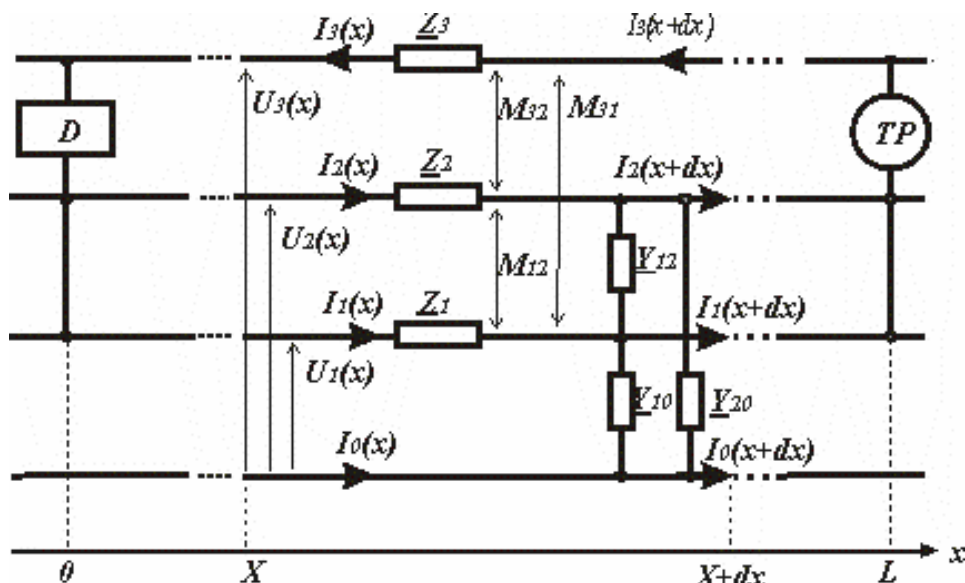 I3(x) Z3 I3(x+dx)
U3(x) M32 M31
D TP
I2(x) Z2 I2(x+dx)
U2(x) M12 Y12
I1(x) Z1 I1(x+dx)
U1(x)
Y10 Y20
I0(x) I0(x+dx)
0 X X+dx L x